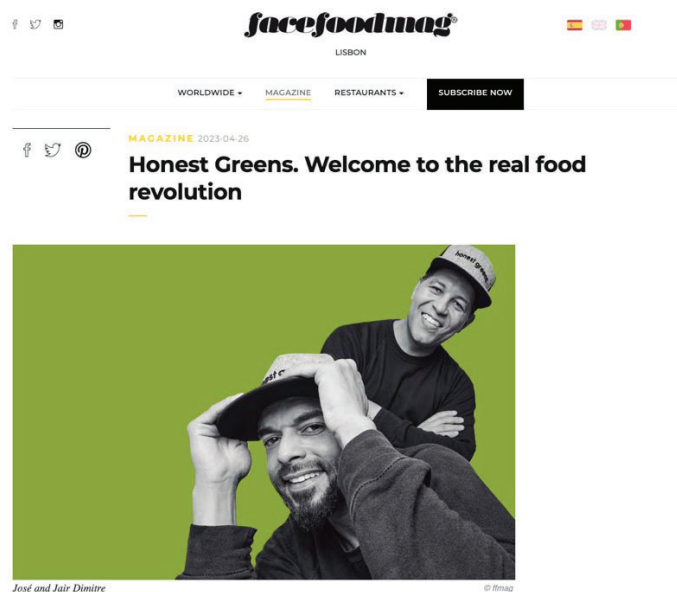 facefoodmag®
LISBON
WORLDWIDE
MAGAZINE
RESTAURANTS
SUBSCRIBE NOW
MAGAZINE 2023-04-26
Honest Greens. Welcome to the real food
revolution
honest greens
José and Jair Dimitre
© ffmag